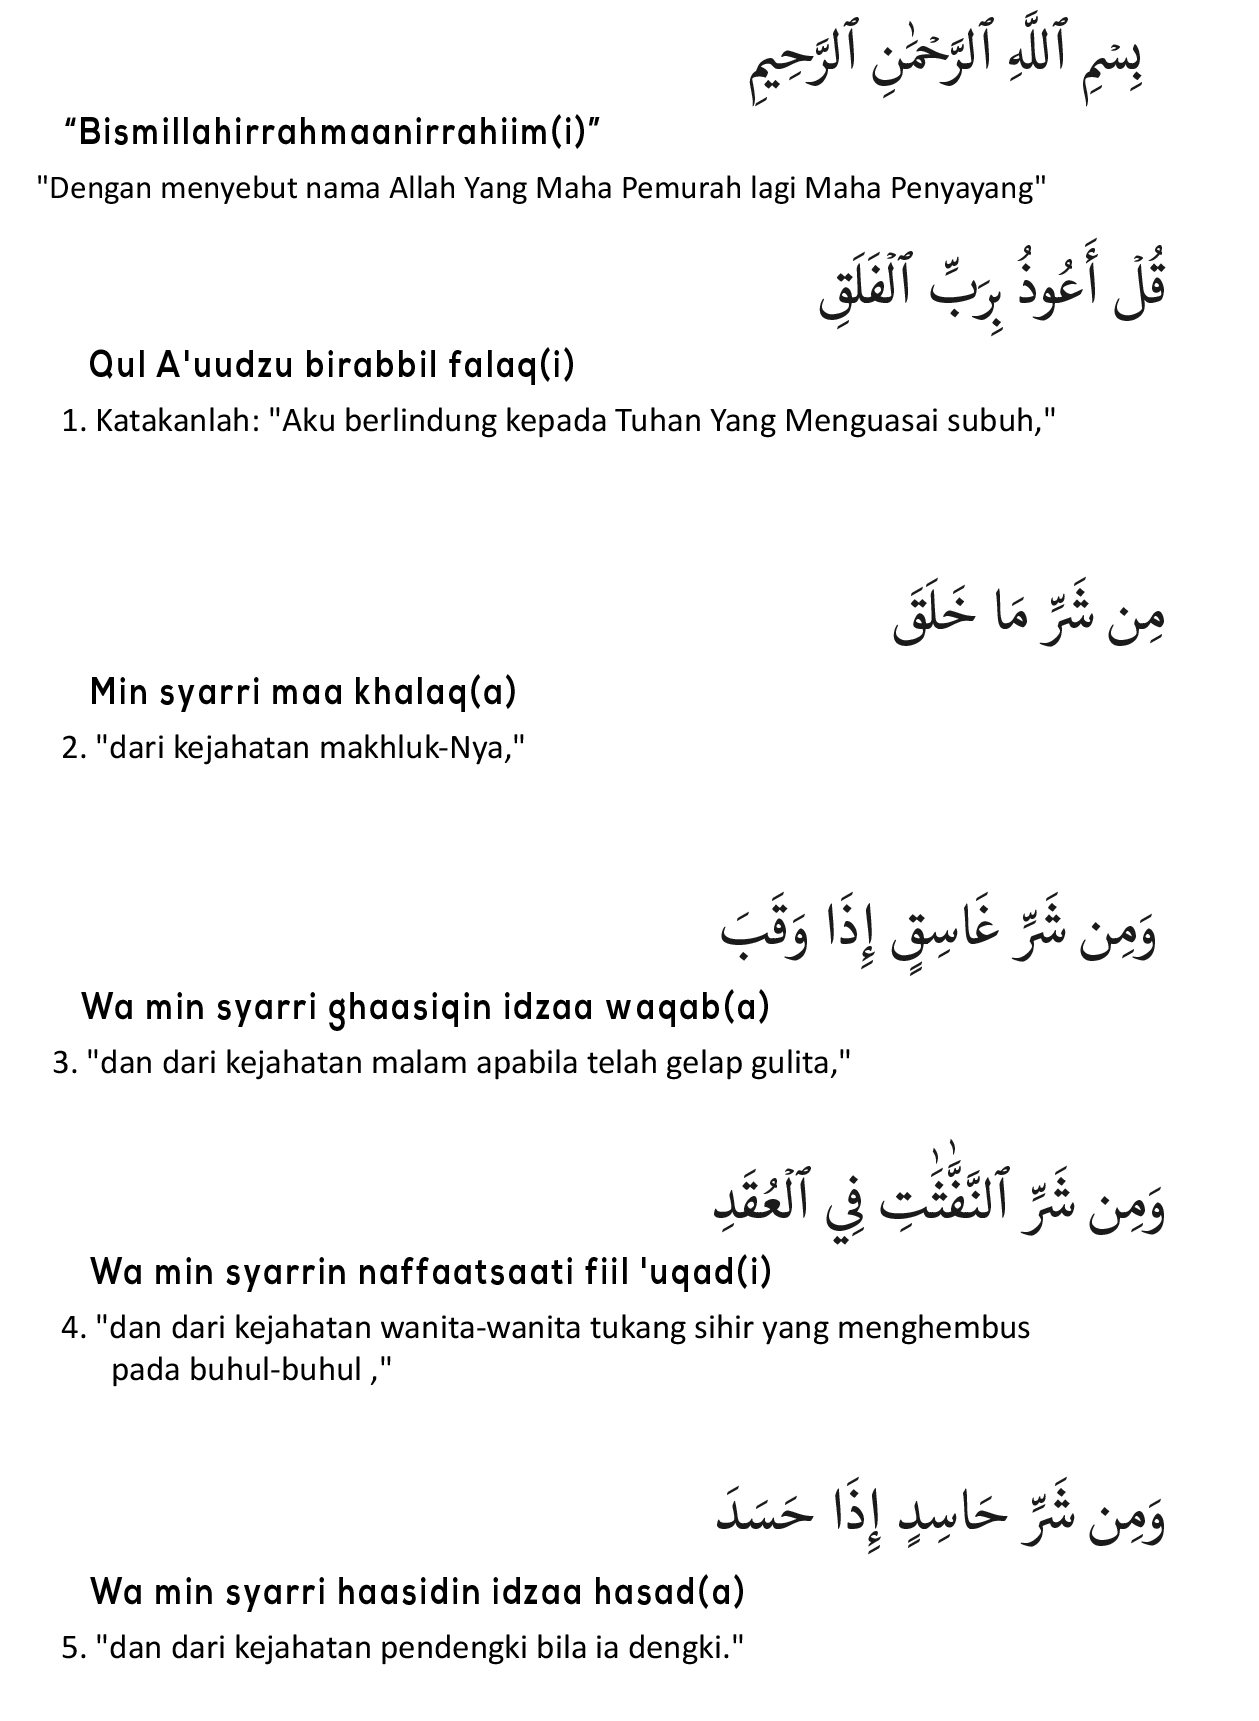 بِسۡمِ ٱللَّهِ ٱلرَّحۡمَٰنِ ٱلرَّحِيمِ
“Bismillahirrahmaanirrahiim(i)”
"Dengan menyebut nama Allah Yang Maha Pemurah lagi Maha Penyayang"
قُلۡ أَعُوذُ بِرَبِّ ٱلۡفَلَقِ
Qul A'uudzu birabbil falaq(i)
1. Katakanlah: "Aku berlindung kepada Tuhan Yang Menguasai subuh,"
مِن شَرِّ مَا خَلَقَ
Min syarri maa khalaq(a)
2. "dari kejahatan makhluk-Nya,"
وَمِن شَرِّ غَاسِقٍ إِذَا وَقَبَ
Wa min syarri ghaasiqin idzaa waqab(a)
3. "dan dari kejahatan malam apabila telah gelap gulita,"
وَمِن شَرِّ ٱلنَّفَّٰثَٰتِ فِي ٱلۡعُقَدِ
Wa min syarrin naffaatsaati fiil 'uqad(i)
4. "dan dari kejahatan wanita-wanita tukang sihir yang menghembus
pada buhul-buhul ,"
وَمِن شَرِّ حَاسِدٍ إِذَا حَسَدَ
Wa min syarri haasidin idzaa hasad(a)
5. "dan dari kejahatan pendengki bila ia dengki."